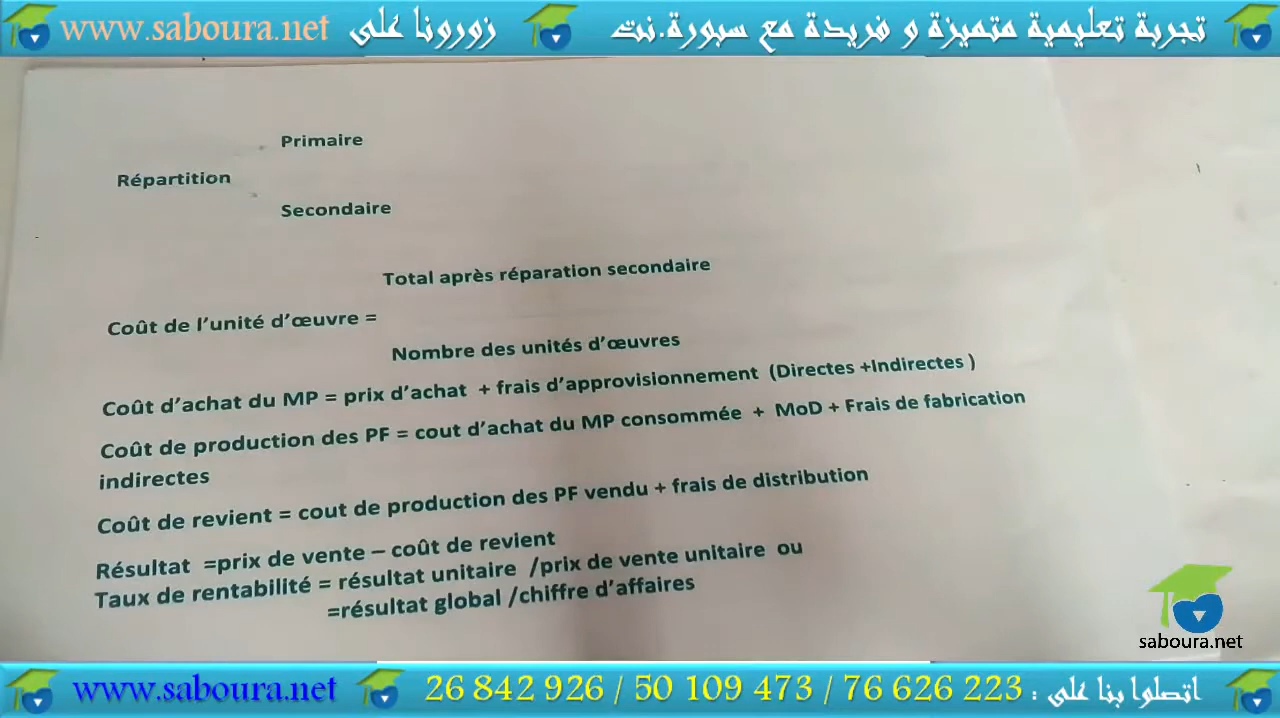 www.saboura.net زورونا على تجربة تعليمية متميزة و فريدة مع سبورة.نت
Primaire
Répartition
Secondaire
Total après réparation secondaire
Coût de l’unité d’œuvre =
Nombre des unités d’œuvres
Coût d’achat du MP = prix d’achat + frais d’approvisionnement (Directes +Indirectes )
Coût de production des PF = cout d’achat du MP consommée + MoD + Frais de fabrication
indirectes
Coût de revient = cout de production des PF vendu + frais de distribution
Résultat =prix de vente – coût de revient
Taux de rentabilité = résultat unitaire /prix de vente unitaire ou
=résultat global /chiffre d’affaires
saboura.net
www.saboura.net 26 842 926 / 50 109 473 / 76 626 223 : اتصلوا بنا على